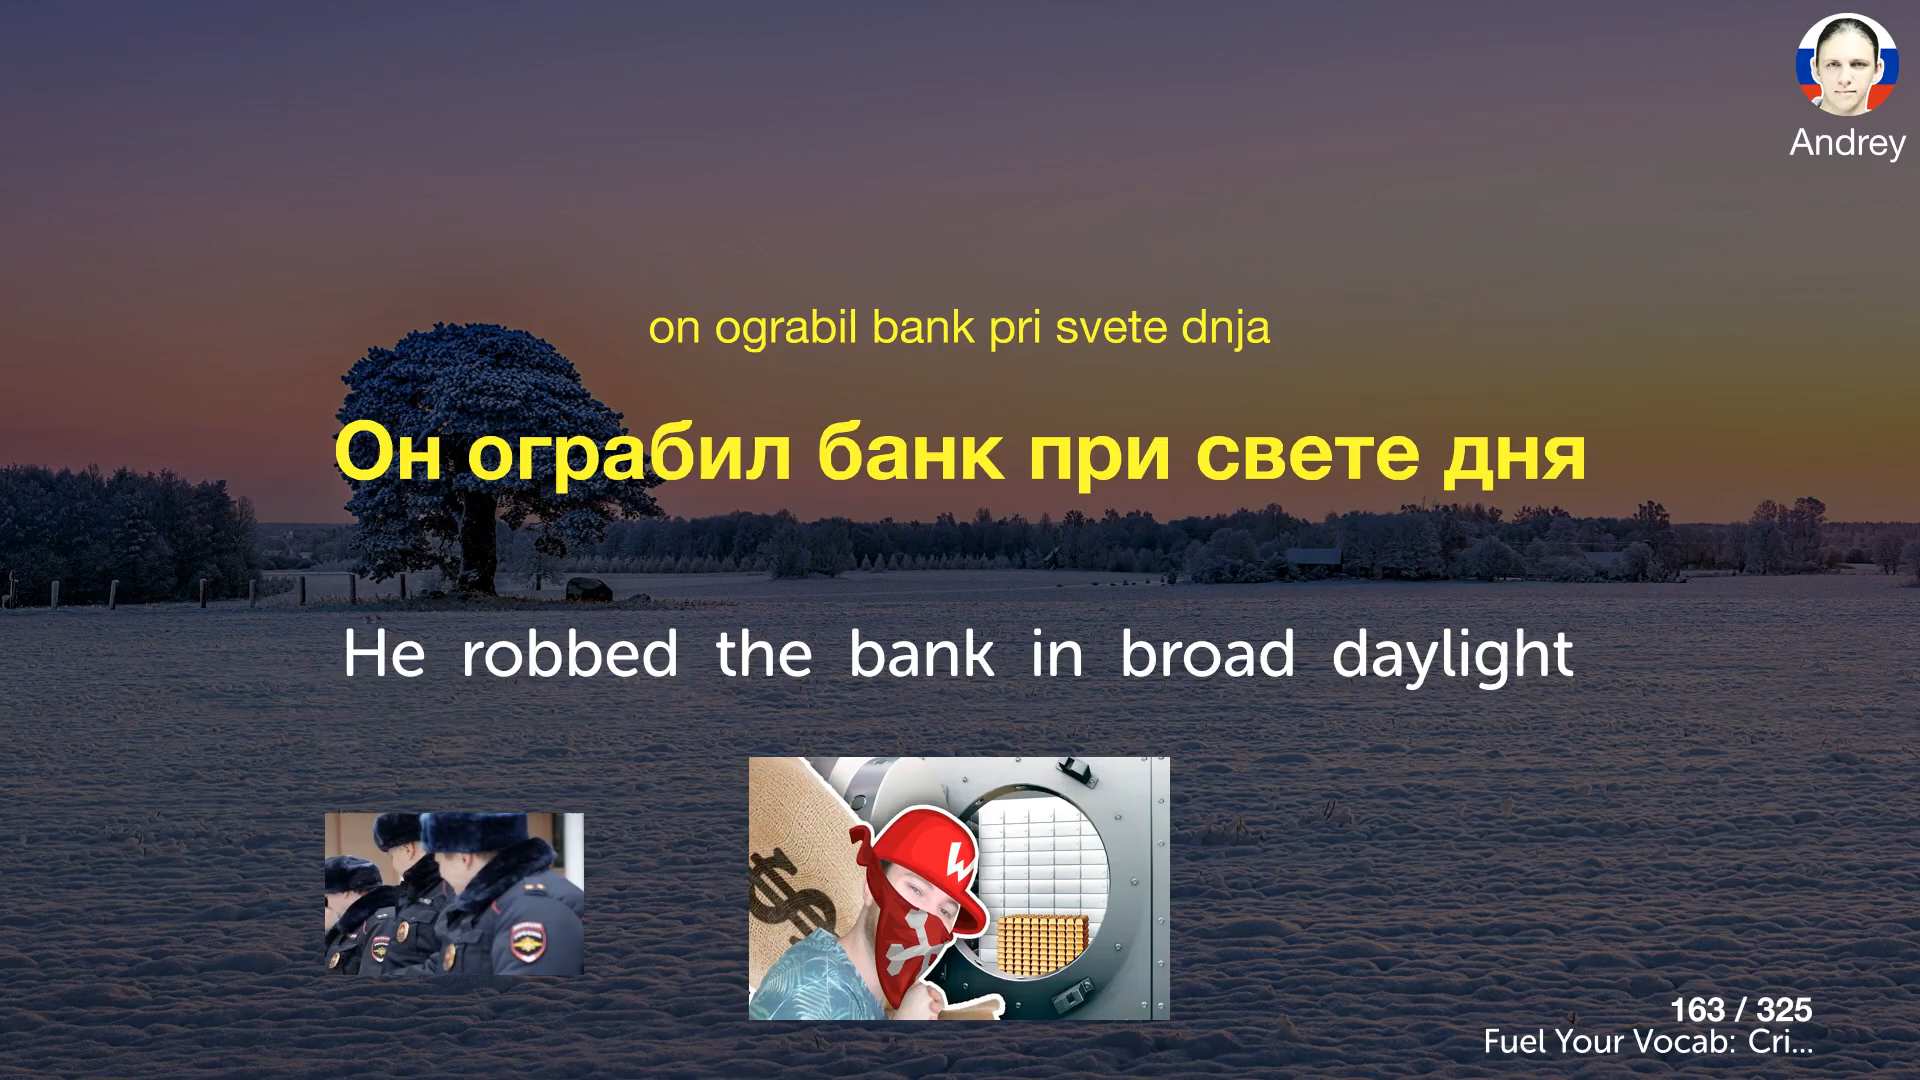 Andrey
on ograbil bank pri svete dnja
Он ограбил банк при свете дня
He robbed the bank in broad daylight
$
W
163 / 325
Fuel Your Vocab: Cri...